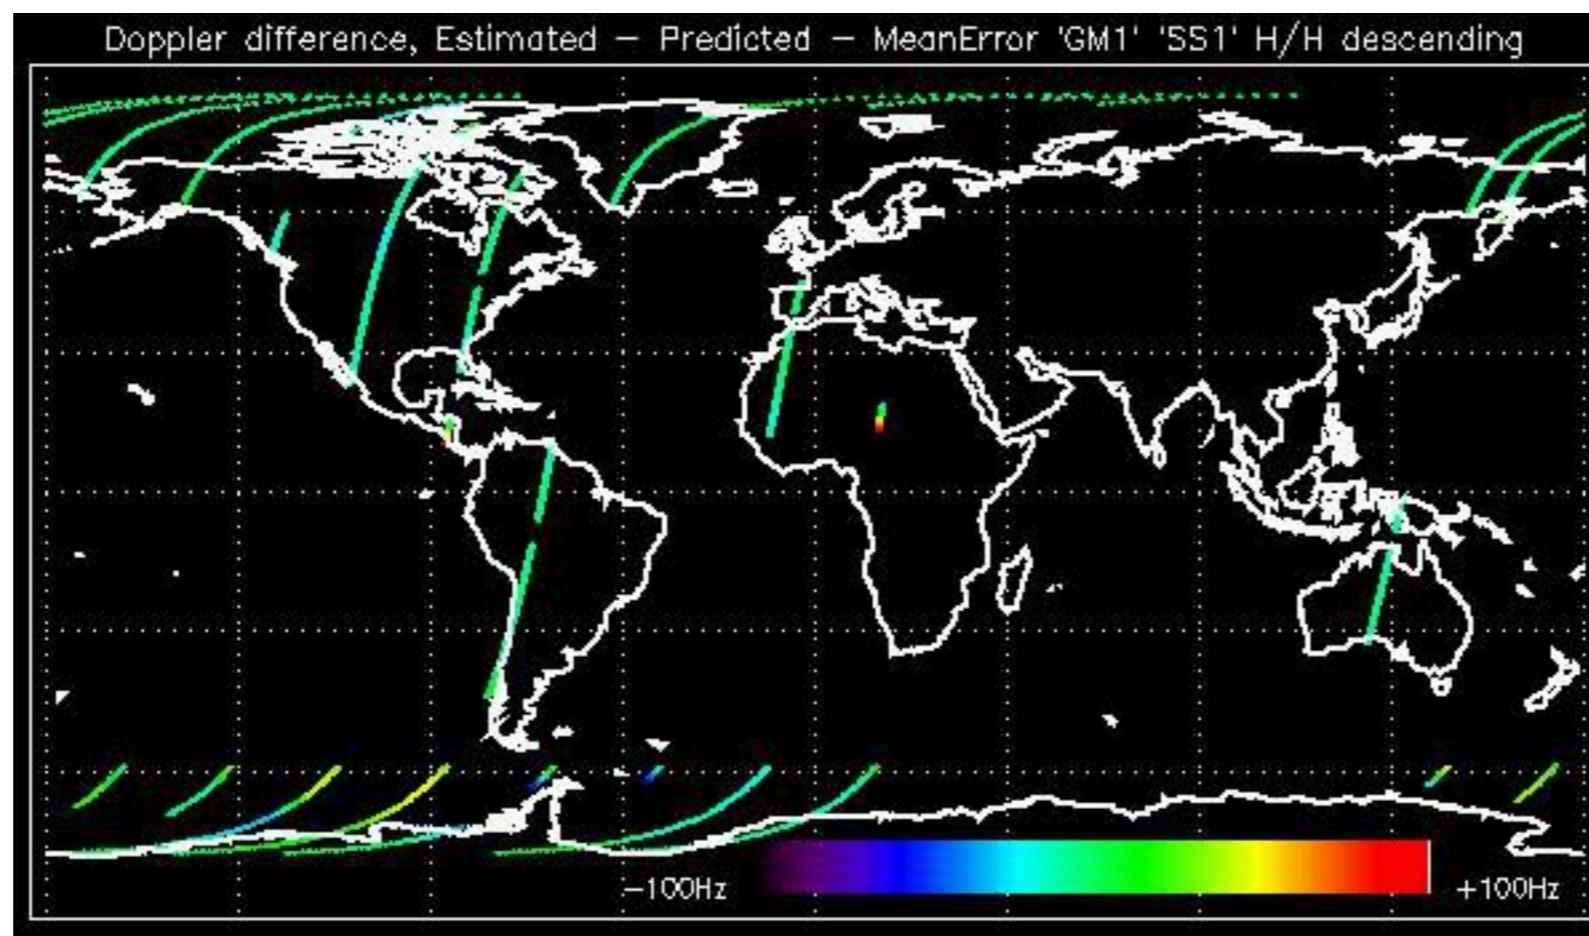 Doppler difference, Estimated – Predicted – MeanError 'GM1' 'SS1' H/H descending
–100Hz
+100Hz